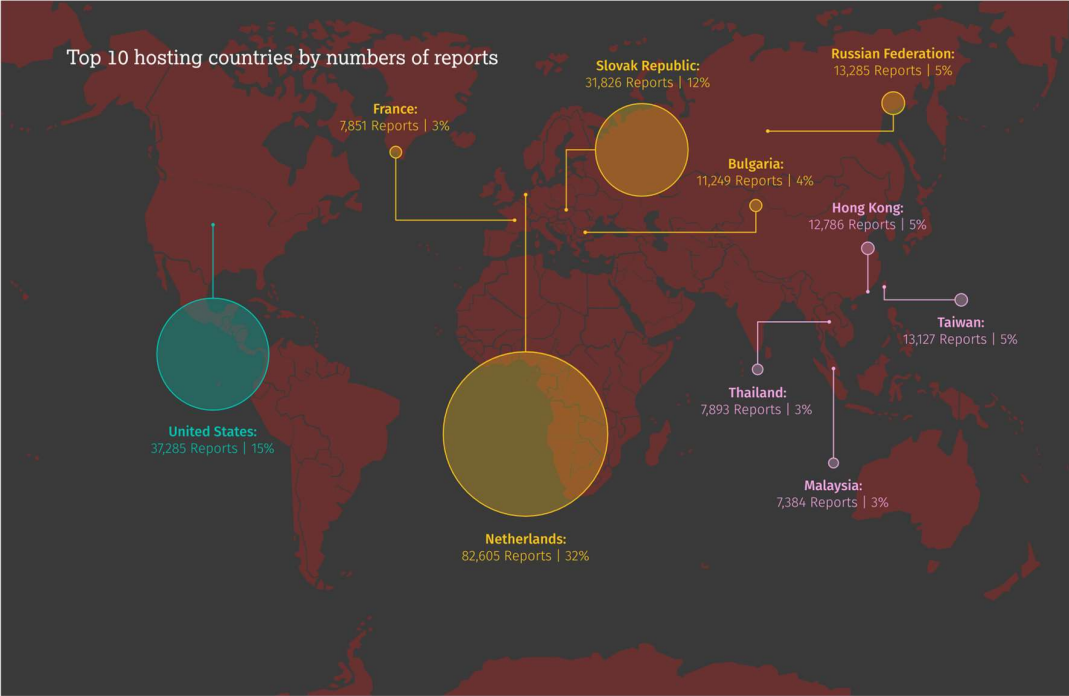 Top 10 hosting countries by numbers of reports
Russian Federation:
13,285 Reports | 5%
Slovak Republic:
31,826 Reports | 12%
France:
7,851 Reports | 3%
Bulgaria:
11,249 Reports | 4%
Hong Kong:
12,786 Reports | 5%
Taiwan:
13,127 Reports | 5%
Thailand:
7,893 Reports | 3%
United States:
37,285 Reports | 15%
Malaysia:
7,384 Reports | 3%
Netherlands:
82,605 Reports | 32%